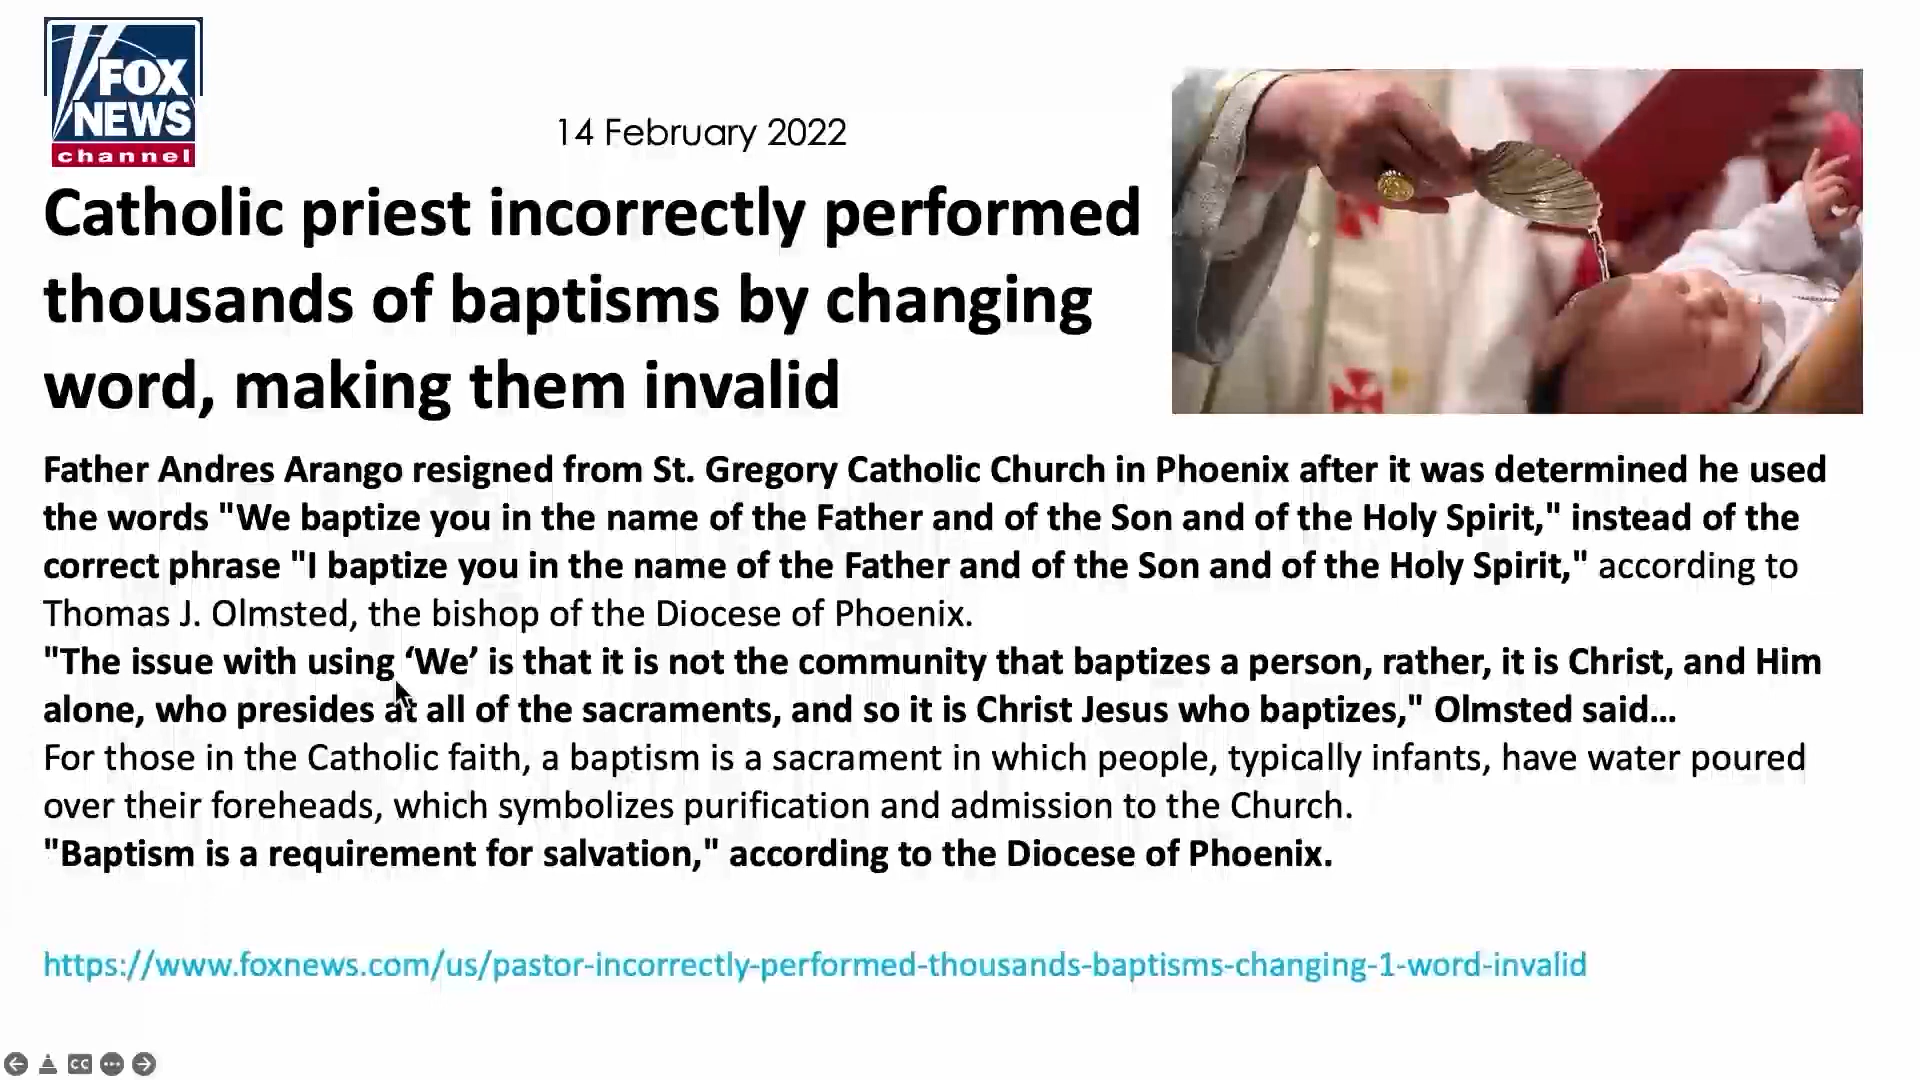 FOX
NEWS
channel
14 February 2022
Catholic priest incorrectly performed
thousands of baptisms by changing
word, making them invalid
Father Andres Arango resigned from St. Gregory Catholic Church in Phoenix after it was determined he used
the words "We baptize you in the name of the Father and of the Son and of the Holy Spirit," instead of the
correct phrase "I baptize you in the name of the Father and of the Son and of the Holy Spirit," according to
Thomas J. Olmsted, the bishop of the Diocese of Phoenix.
"The issue with using ‘We’ is that it is not the community that baptizes a person, rather, it is Christ, and Him
alone, who presides at all of the sacraments, and so it is Christ Jesus who baptizes," Olmsted said...
For those in the Catholic faith, a baptism is a sacrament in which people, typically infants, have water poured
over their foreheads, which symbolizes purification and admission to the Church.
"Baptism is a requirement for salvation," according to the Diocese of Phoenix.
https://www.foxnews.com/us/pastor-incorrectly-performed-thousands-baptisms-changing-1-word-invalid
CC